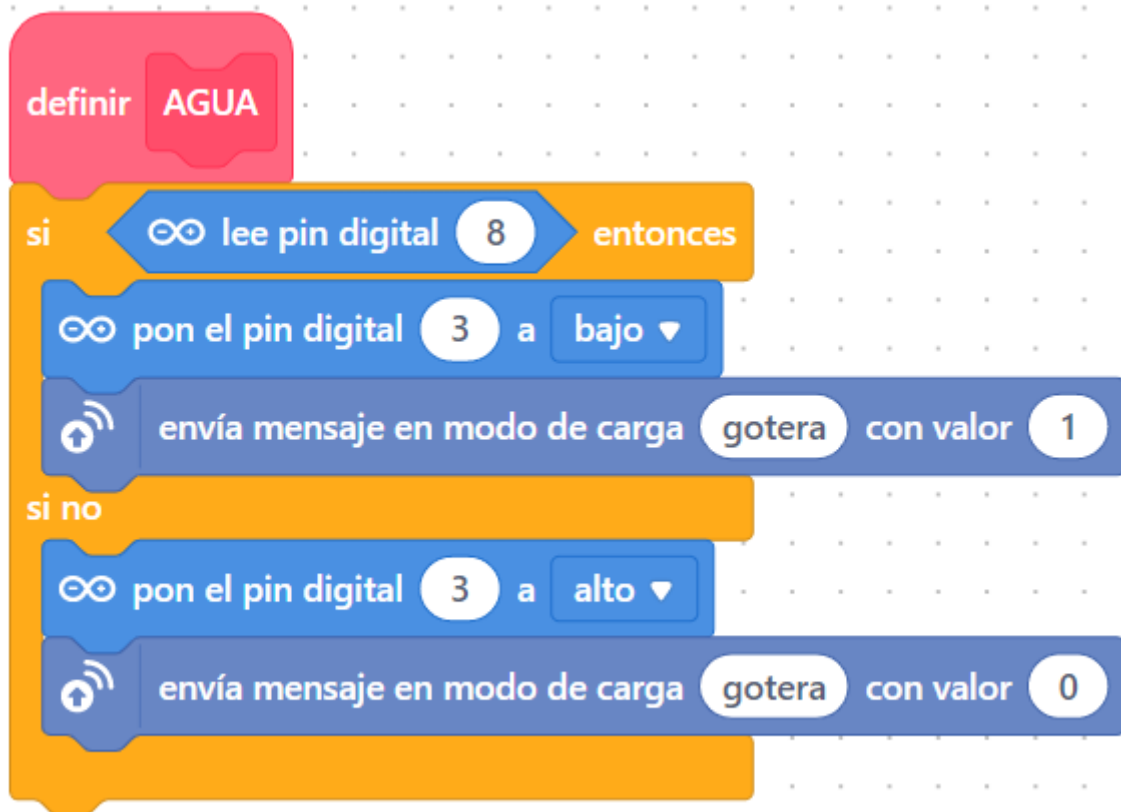 definir AGUA
si lee pin digital 8 entonces
pon el pin digital 3 a bajo
envía mensaje en modo de carga gotera con valor 1
si no
pon el pin digital 3 a alto
envía mensaje en modo de carga gotera con valor 0